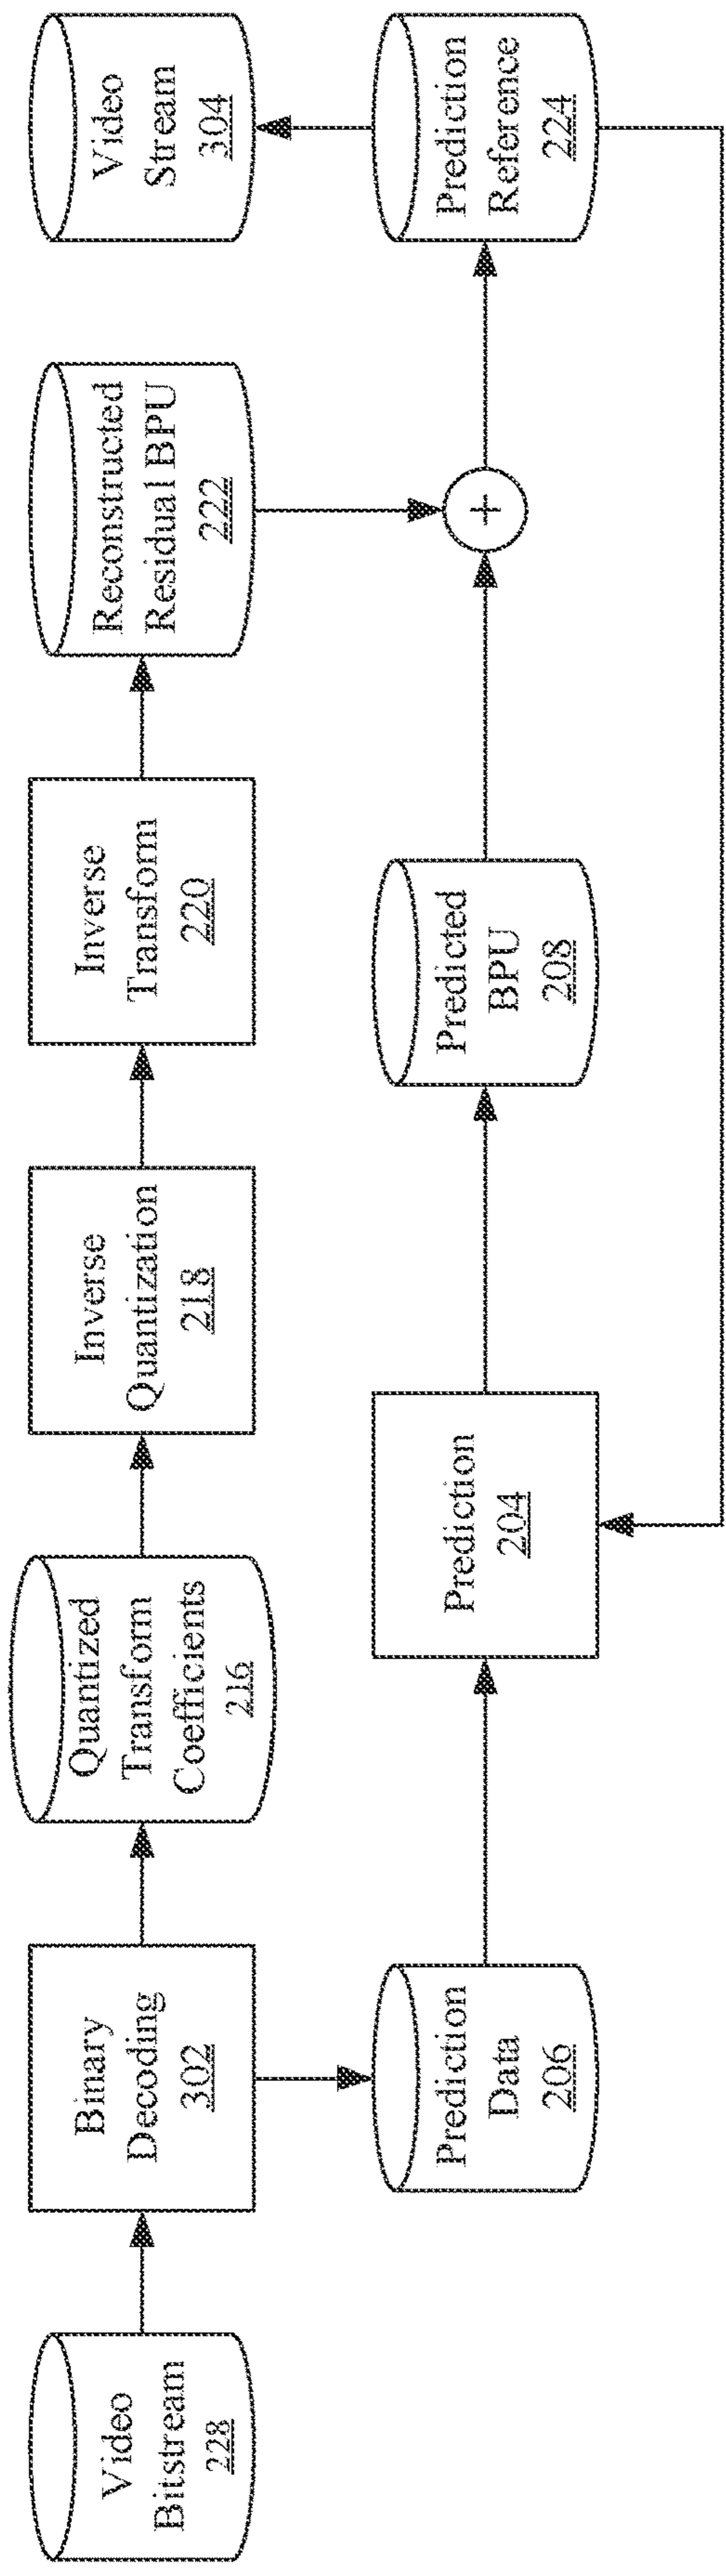 Video
Bitstream
228
Binary
Decoding
302
Quantized
Transform
Coefficients
216
Inverse
Quantization
218
Inverse
Transform
220
Reconstructed
Residual BPU
222
Video
Stream
304
Prediction
Data
206
Prediction
204
Predicted
BPU
208
+
Prediction
Reference
224